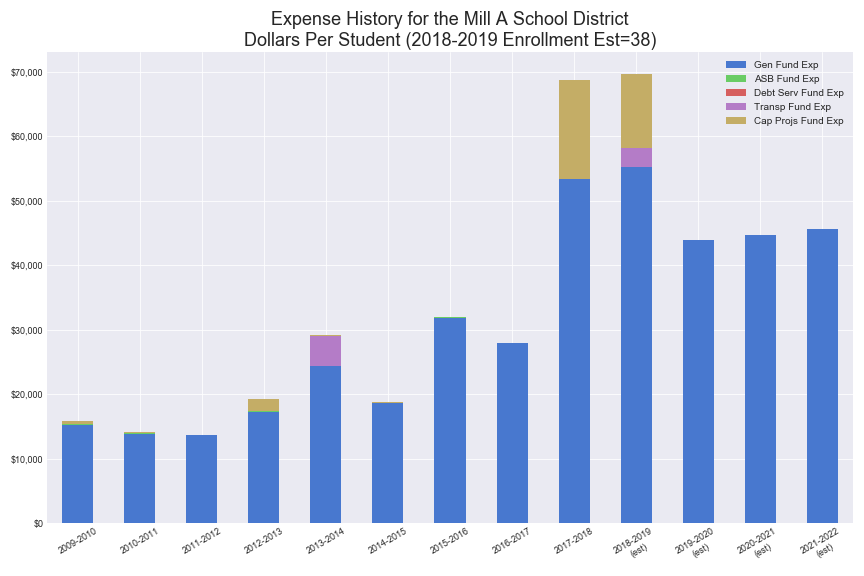 Expense History for the Mill A School District
Dollars Per Student (2018-2019 Enrollment Est=38)
Gen Fund Exp
ASB Fund Exp
Debt Serv Fund Exp
Transp Fund Exp
Cap Projs Fund Exp
$70,000
$60,000
$50,000
$40,000
$30,000
$20,000
$10,000
$0
2009-2010
2010-2011
2011-2012
2012-2013
2013-2014
2014-2015
2015-2016
2016-2017
2017-2018
2018-2019
(est)
2019-2020
(est)
2020-2021
(est)
2021-2022
(est)